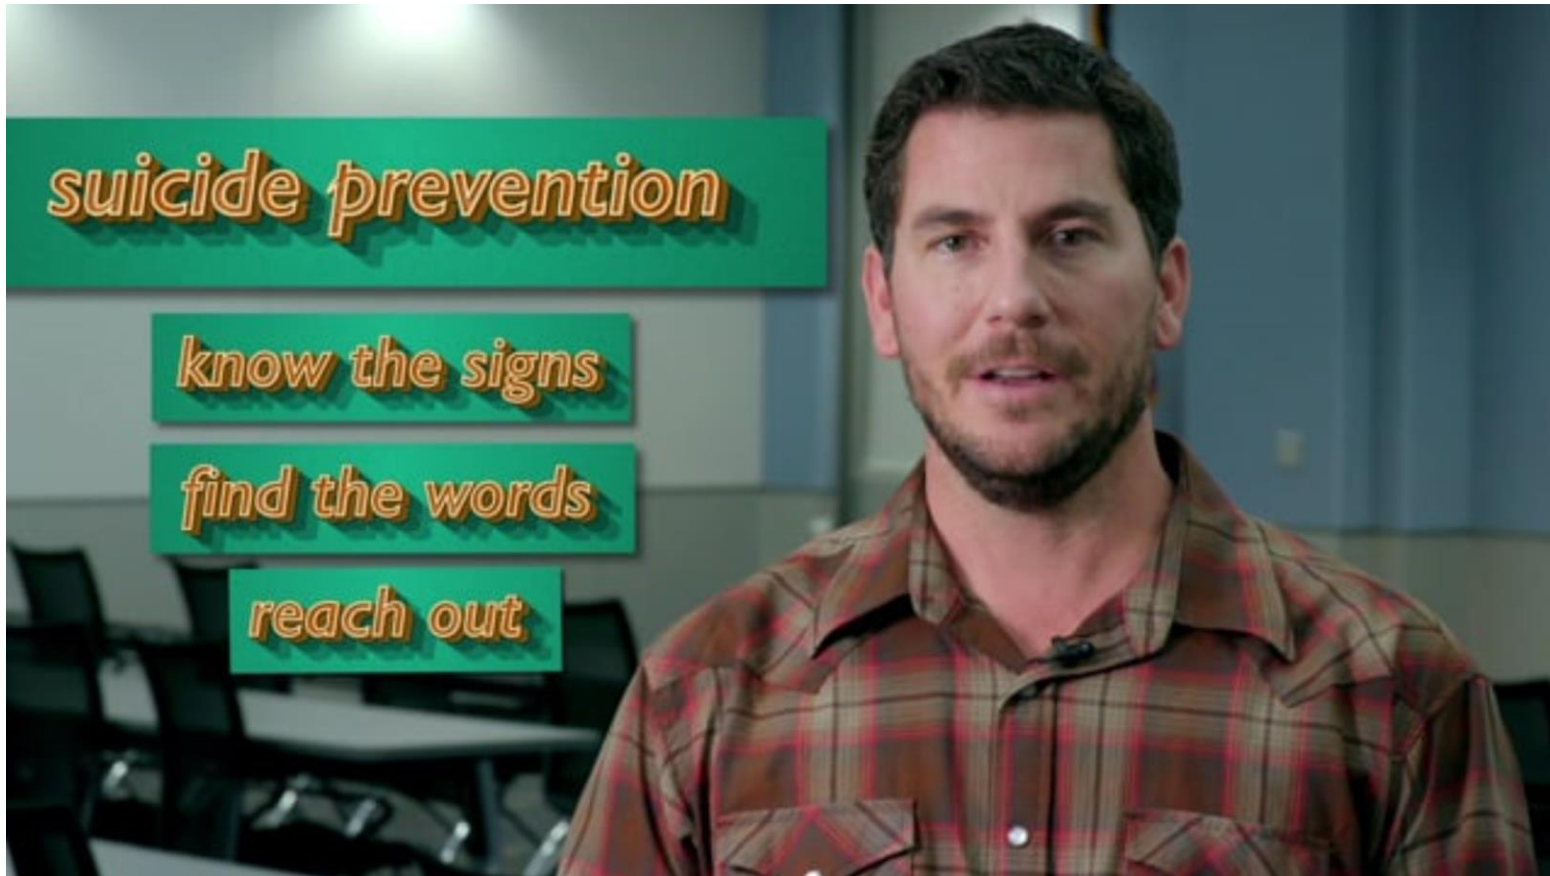 suicide prevention
know the signs
find the words
reach out